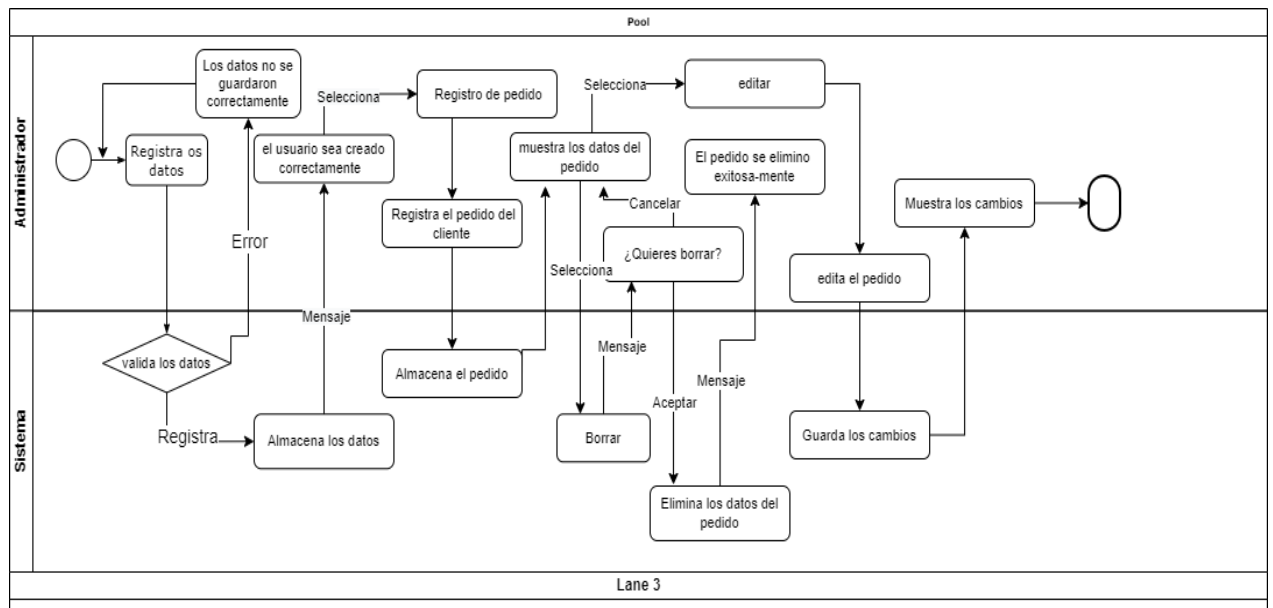 Pool
Administrador
Los datos no se
guardaron
correctamente
Registra os
datos
Error
Selecciona
el usuario sea creado
correctamente
Registro de pedido
Registra el pedido del
cliente
Selecciona
muestra los datos del
pedido
editar
El pedido se elimino
exitosa-mente
Cancelar
¿Quieres borrar?
Selecciona
edita el pedido
Muestra los cambios
Sistema
valida los datos
Registra
Mensaje
Almacena los datos
Almacena el pedido
Mensaje
Borrar
Aceptar
Mensaje
Elimina los datos del
pedido
Guarda los cambios
Lane 3